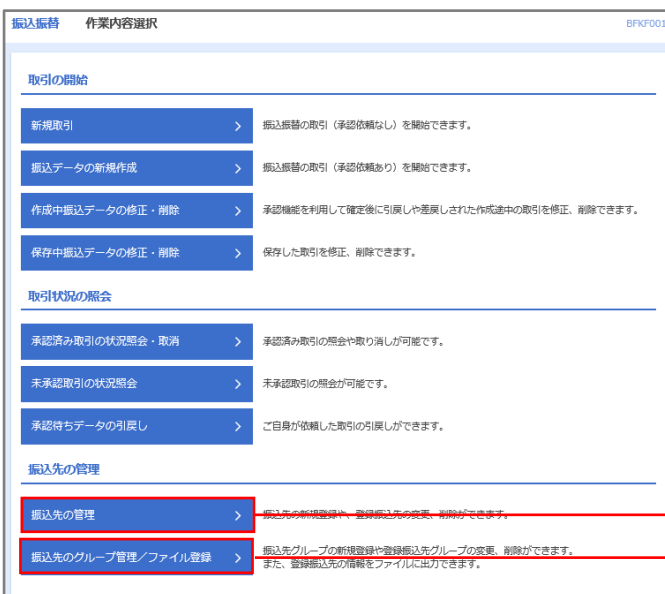 振込振替 作業内容選択 BFKF001
取引の開始
新規取引 振込振替の取引（承認依頼なし）を開始できます。
振込データの新規作成 振込振替の取引（承認依頼あり）を開始できます。
作成中振込データの修正・削除 承認機能を利用して確定後に引戻しや差戻しされた作成途中の取引を修正、削除できます。
保存中振込データの修正・削除 保存した取引を修正、削除できます。
取引状況の照会
承認済み取引の状況照会・取消 承認済み取引の照会や取り消しが可能です。
未承認取引の状況照会 未承認取引の照会が可能です。
承認待ちデータの引戻し ご自身が依頼した取引の引戻しができます。
振込先の管理
振込先の管理 振込先の新規登録や、登録振込先の変更、削除ができます。
振込先のグループ管理／ファイル登録 振込先グループの新規登録や登録振込先グループの変更、削除ができます。
また、登録振込先の情報をファイルに出力できます。